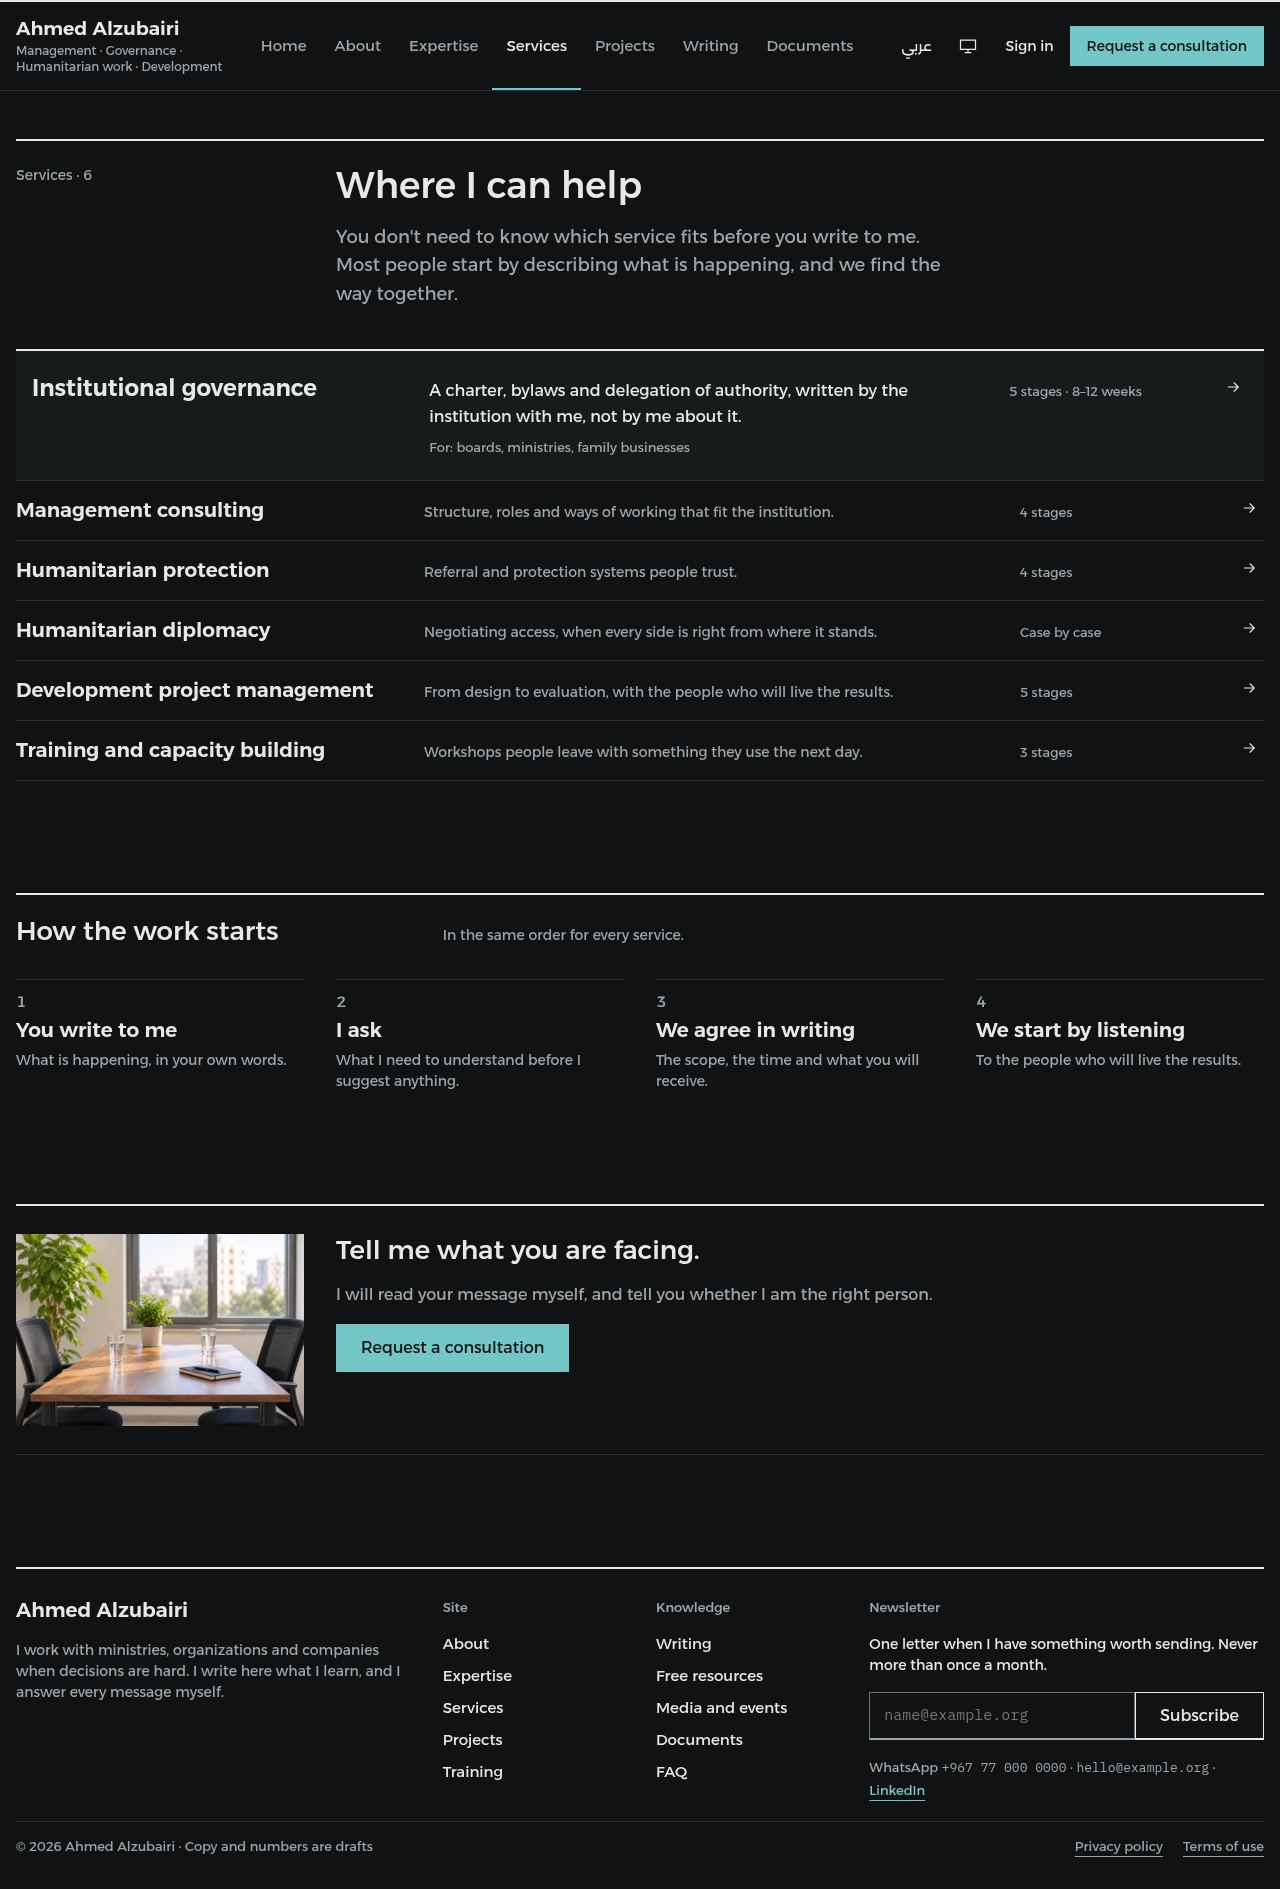 Ahmed Alzubairi
Management · Governance ·
Humanitarian work · Development
Home About Expertise Services Projects Writing Documents
عربي
Sign in
Request a consultation
Services · 6
Where I can help
You don't need to know which service fits before you write to me.
Most people start by describing what is happening, and we find the
way together.
Institutional governance
A charter, bylaws and delegation of authority, written by the
institution with me, not by me about it.
For: boards, ministries, family businesses
5 stages · 8–12 weeks
→
Management consulting
Structure, roles and ways of working that fit the institution.
4 stages
→
Humanitarian protection
Referral and protection systems people trust.
4 stages
→
Humanitarian diplomacy
Negotiating access, when every side is right from where it stands.
Case by case
→
Development project management
From design to evaluation, with the people who will live the results.
5 stages
→
Training and capacity building
Workshops people leave with something they use the next day.
3 stages
→
How the work starts
In the same order for every service.
1
You write to me
What is happening, in your own words.
2
I ask
What I need to understand before I
suggest anything.
3
We agree in writing
The scope, the time and what you will
receive.
4
We start by listening
To the people who will live the results.
Tell me what you are facing.
I will read your message myself, and tell you whether I am the right person.
Request a consultation
Ahmed Alzubairi
I work with ministries, organizations and companies
when decisions are hard. I write here what I learn, and I
answer every message myself.
Site
About
Expertise
Services
Projects
Training
Knowledge
Writing
Free resources
Media and events
Documents
FAQ
Newsletter
One letter when I have something worth sending. Never
more than once a month.
name@example.org
Subscribe
WhatsApp +967 77 000 0000 · hello@example.org ·
LinkedIn
© 2026 Ahmed Alzubairi · Copy and numbers are drafts
Privacy policy
Terms of use